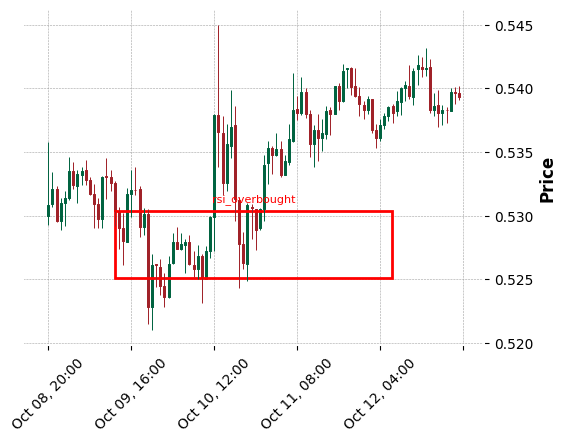 0.545
0.540
0.535
0.530
0.525
0.520
Price
si_overbought
Oct 08, 20:00
Oct 09, 16:00
Oct 10, 12:00
Oct 11, 08:00
Oct 12, 04:00